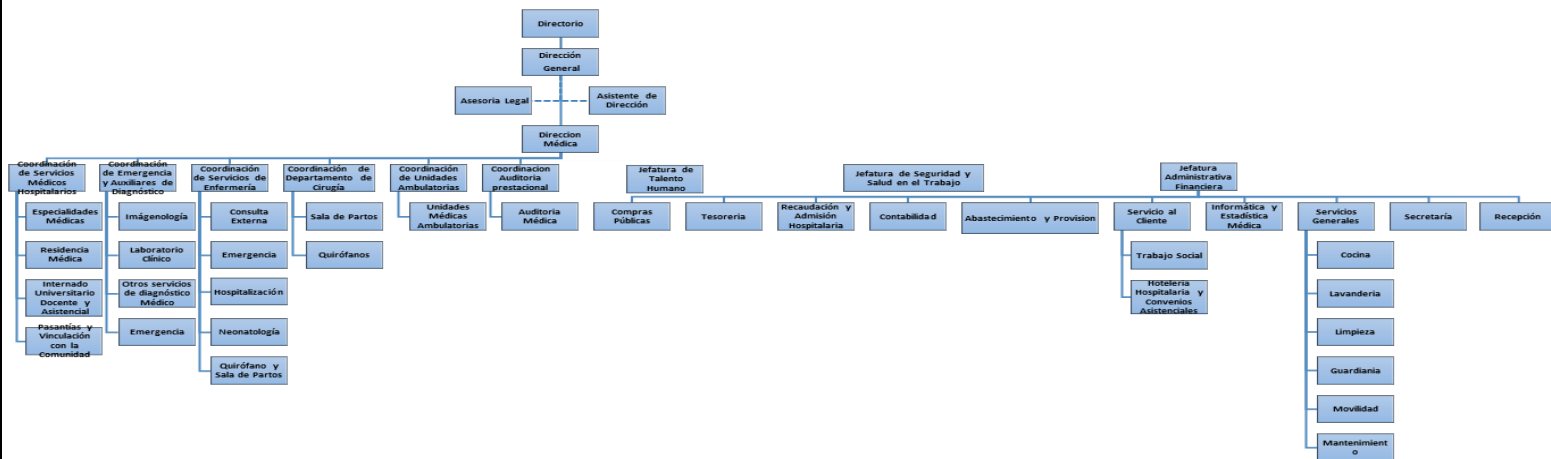 Directorio
Dirección
General
Asesoria Legal
Asistente de
Dirección
Direccion
Médica
Coordinación
de Servicios
Médicos
Hospitalarios
Especialidades
Médicas
Residencia
Médica
Internado
Universitario
Docente y
Asistencial
Pasantías y
Vinculación
con la
Comunidad
Coordinación
de Emergencia
y Auxiliares de
Diagnóstico
Imágenología
Laboratorio
Clínico
Otros servicios
de diagnóstico
Médico
Emergencia
Coordinación
de Servicios de
Enfermería
Consulta
Externa
Emergencia
Hospitalización
Neonatología
Quirófano y
Sala de Partos
Coordinación de
Departamento de
Cirugía
Sala de Partos
Quirófanos
Coordinación
de Unidades
Ambulatorias
Unidades
Médicas
Ambulatorias
Coordinacion
Auditoria
prestacional
Auditoria
Médica
Jefatura de
Talento
Humano
Jefatura de Seguridad y
Salud en el Trabajo
Jefatura
Administrativa
Financiera
Compras
Públicas
Tesoreria
Recaudación y
Admisión
Hospitalaria
Contabilidad
Abastecimiento y Provision
Servicio al
Cliente
Trabajo Social
Hoteleria
Hospitalaria y
Convenios
Asistenciales
Informática y
Estadística
Médica
Servicios
Generales
Cocina
Lavanderia
Limpieza
Guardiania
Movilidad
Mantenimient
o
Secretaría
Recepción